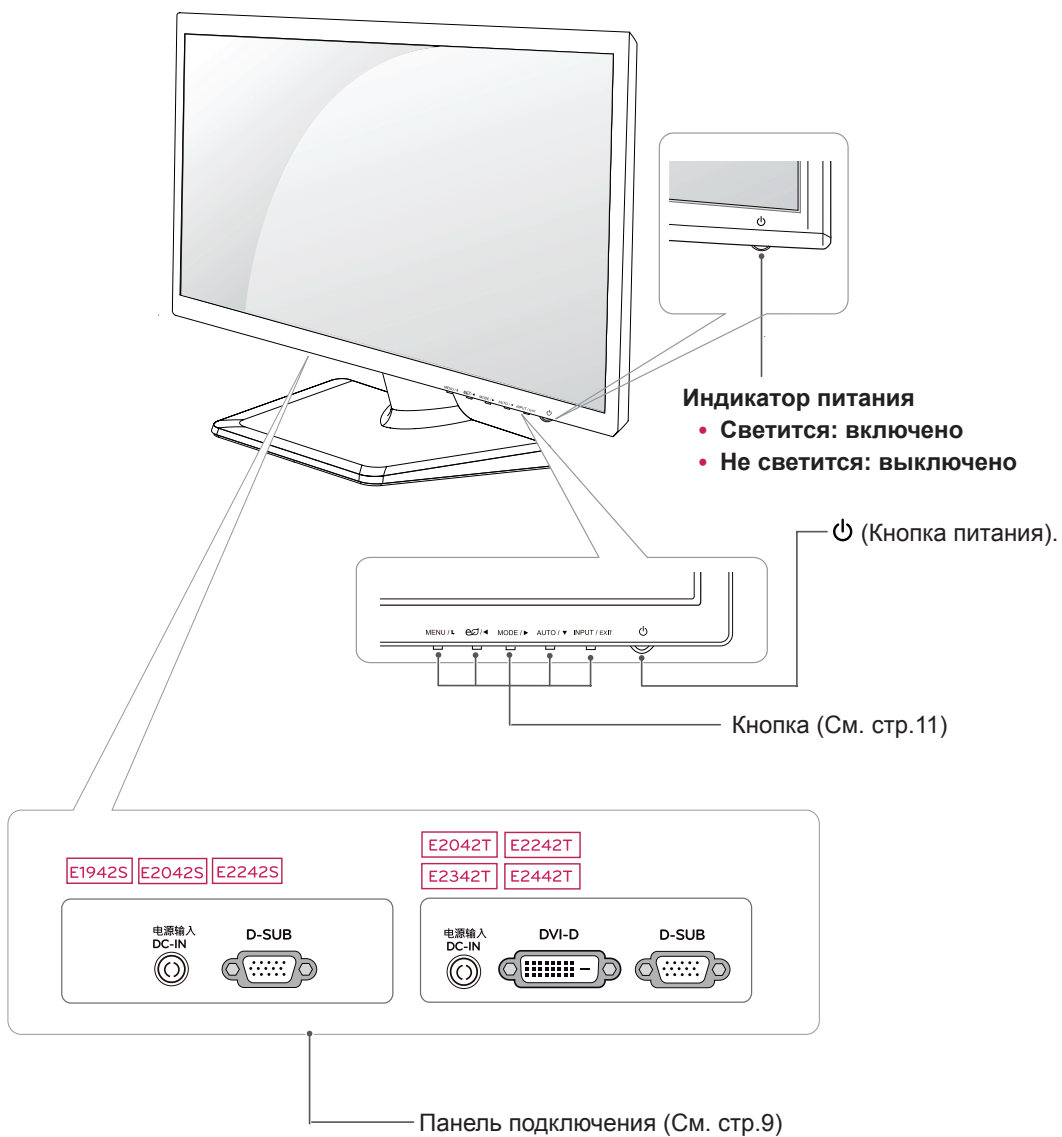 Индикатор питания
• Светится: включено
• Не светится: выключено
⏻ (Кнопка питания).
MENU / e / ◄ MODE / ► AUTO / ▼ INPUT / EXIT
Кнопка (См. стр.11)
E1942S E2042S E2242S
E2042T E2242T
E2342T E2442T
电源输入
DC-IN
D-SUB
电源输入
DC-IN
DVI-D
D-SUB
Панель подключения (См. стр.9)